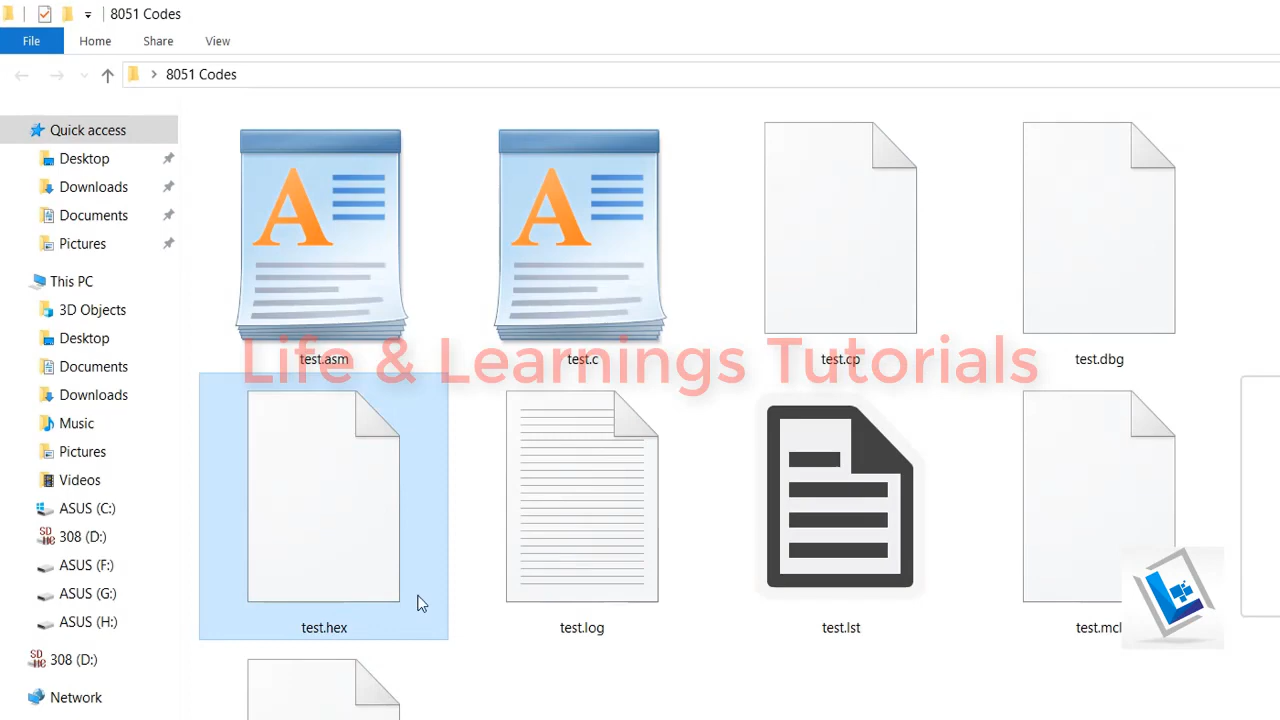 8051 Codes
File Home Share View
8051 Codes
Quick access
Desktop
Downloads
Documents
Pictures
This PC
3D Objects
Desktop
Documents
Downloads
Music
Pictures
Videos
ASUS (C:)
308 (D:)
ASUS (F:)
ASUS (G:)
ASUS (H:)
308 (D:)
Network
A A
test.asm test.c test.cp test.dbg
Life & Learnings Tutorials
test.hex test.log test.lst